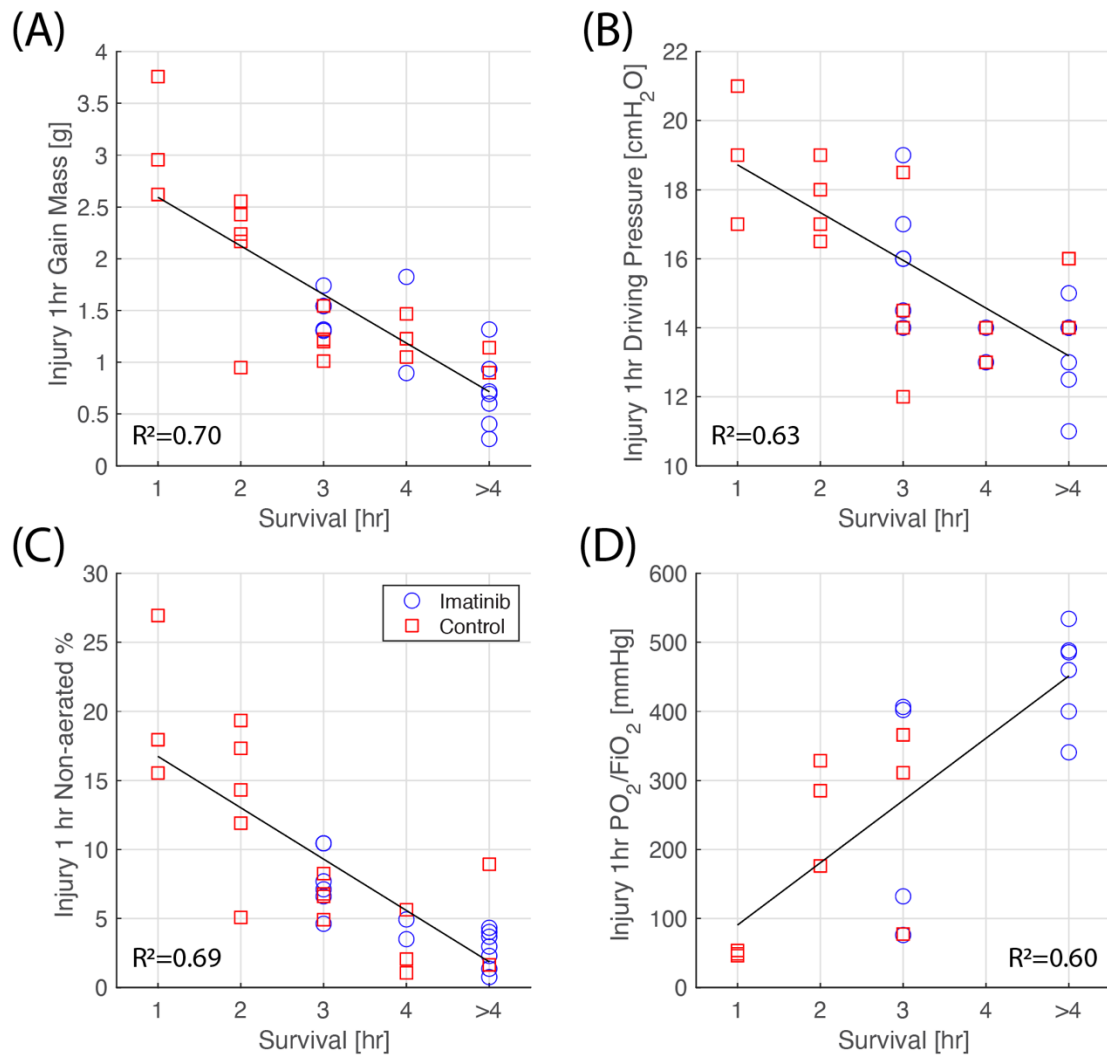 (A)
Injury 1hr Gain Mass [g]
4
3.5
3
2.5
2
1.5
1
0.5
0
R²=0.70
1 2 3 4 >4
Survival [hr]
(B)
Injury 1hr Driving Pressure [cmH₂O]
22
20
18
16
14
12
10
R²=0.63
1 2 3 4 >4
Survival [hr]
(C)
Injury 1 hr Non-aerated %
30
25
20
15
10
5
0
Imatinib
Control
R²=0.69
1 2 3 4 >4
Survival [hr]
(D)
Injury 1hr PO₂/FiO₂ [mmHg]
600
500
400
300
200
100
0
R²=0.60
1 2 3 4 >4
Survival [hr]